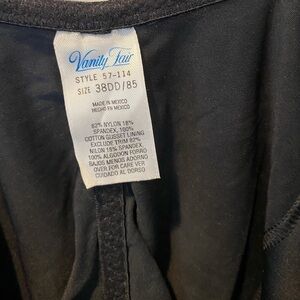 Vanity Fair
STYLE 57-114
SIZE 38DD/85
MADE IN MEXICO
HECHO EN MEXICO
82% NYLON 18%
SPANDEX, 100%
COTTON GUSSET LINING
EXCLUDE TRIM 82%
NILON 18% SPANDEX,
100% ALGODON FORRO
BAJOS MENOS ADORNO
OVER FOR CARE VER
CUIDADO AL DORSO